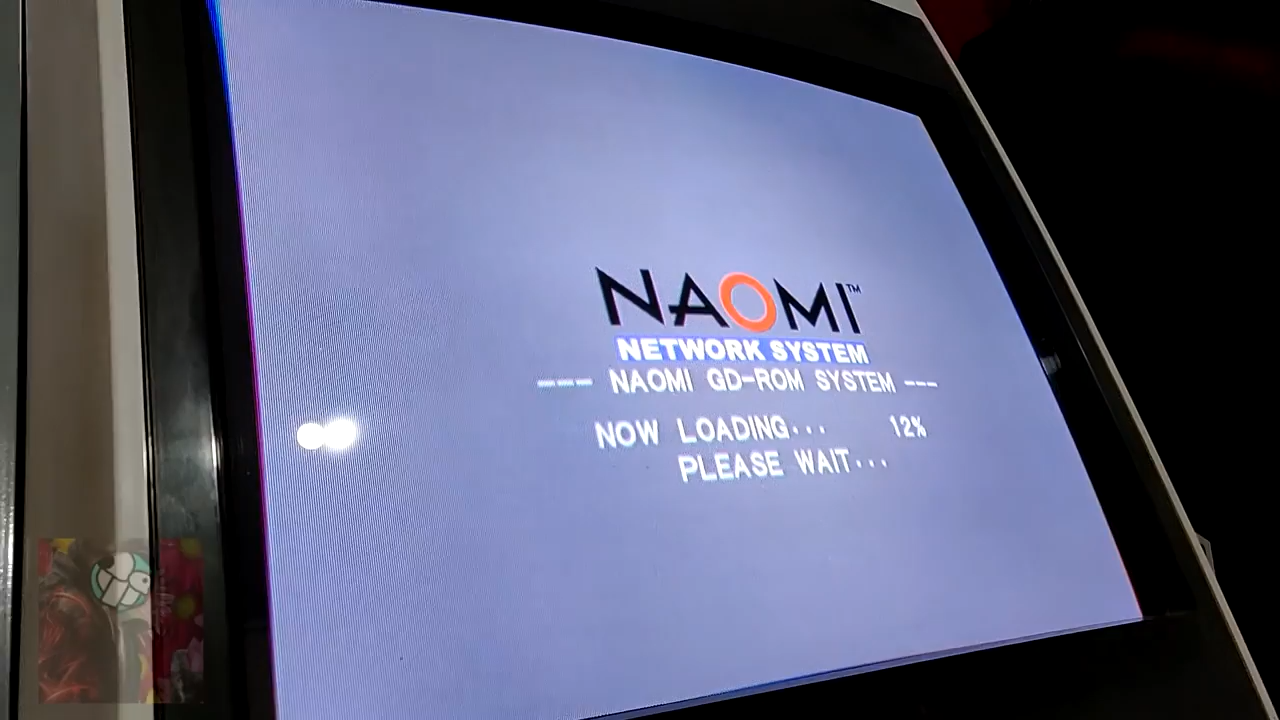 NAOMI™
NETWORK SYSTEM
--- NAOMI GD-ROM SYSTEM ---
NOW LOADING... 12%
PLEASE WAIT...